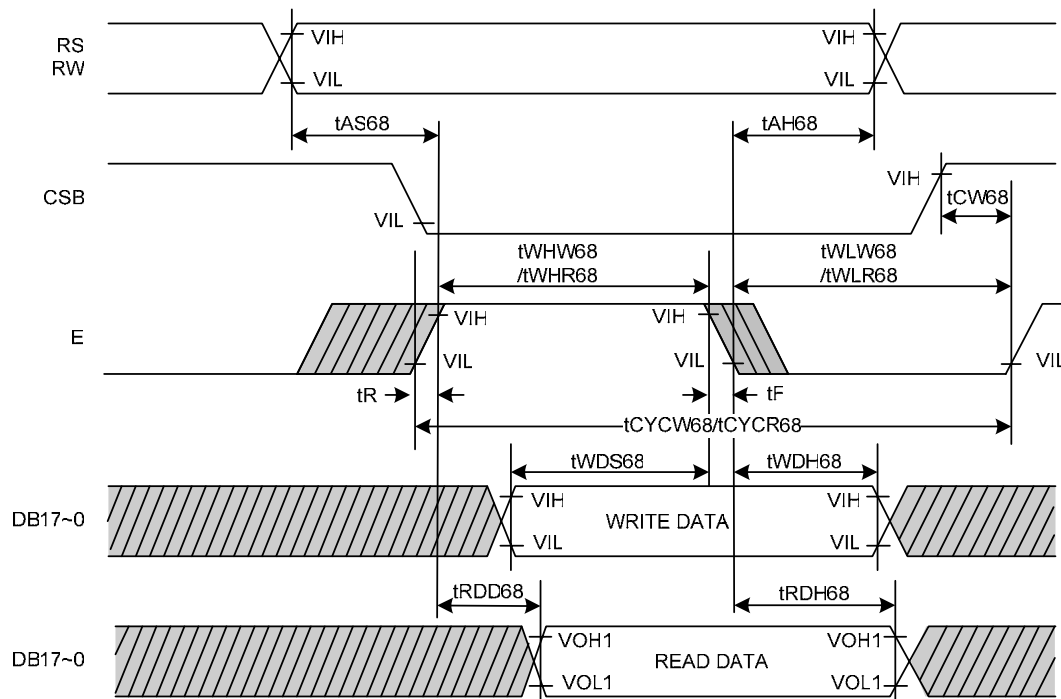 RS
RW
VIH
VIL
VIH
VIL
tAS68
tAH68
CSB
VIL
VIH
tCW68
tWHW68
/tWHR68
tWLW68
/tWLR68
E
VIH
VIL
VIH
VIL
VIL
tR
tF
tCYCW68/tCYCR68
tWDS68
tWDH68
DB17~0
VIH
VIL
WRITE DATA
VIH
VIL
tRDD68
tRDH68
DB17~0
VOH1
VOL1
READ DATA
VOH1
VOL1